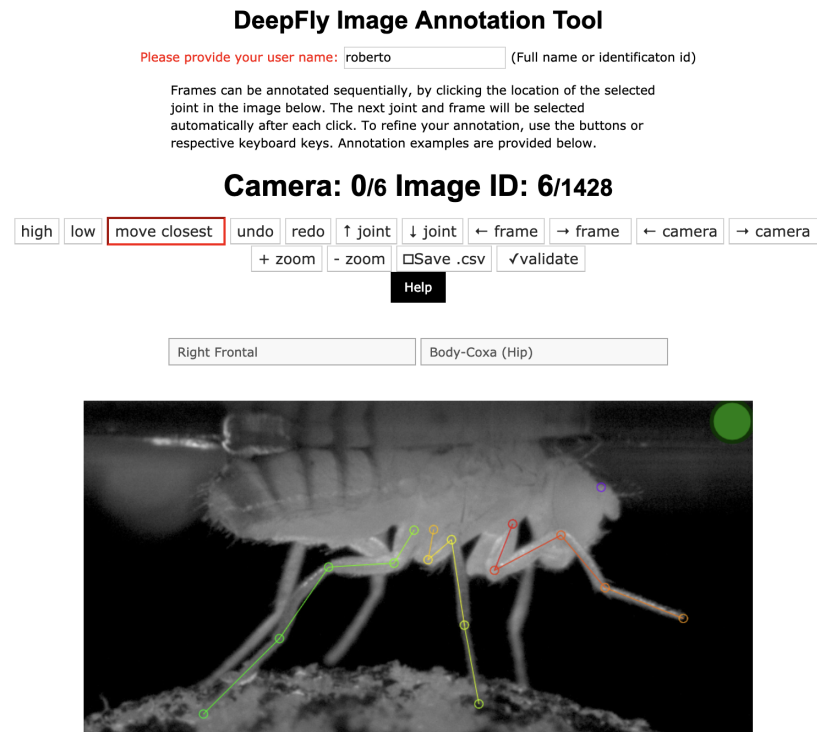 DeepFly Image Annotation Tool
Please provide your user name: roberto (Full name or identificaton id)
Frames can be annotated sequentially, by clicking the location of the selected
joint in the image below. The next joint and frame will be selected
automatically after each click. To refine your annotation, use the buttons or
respective keyboard keys. Annotation examples are provided below.
Camera: 0/6 Image ID: 6/1428
high low move closest undo redo ↑ joint ↓ joint ← frame → frame ← camera → camera
+ zoom - zoom ☐Save .csv ✓validate
Help
Right Frontal Body-Coxa (Hip)